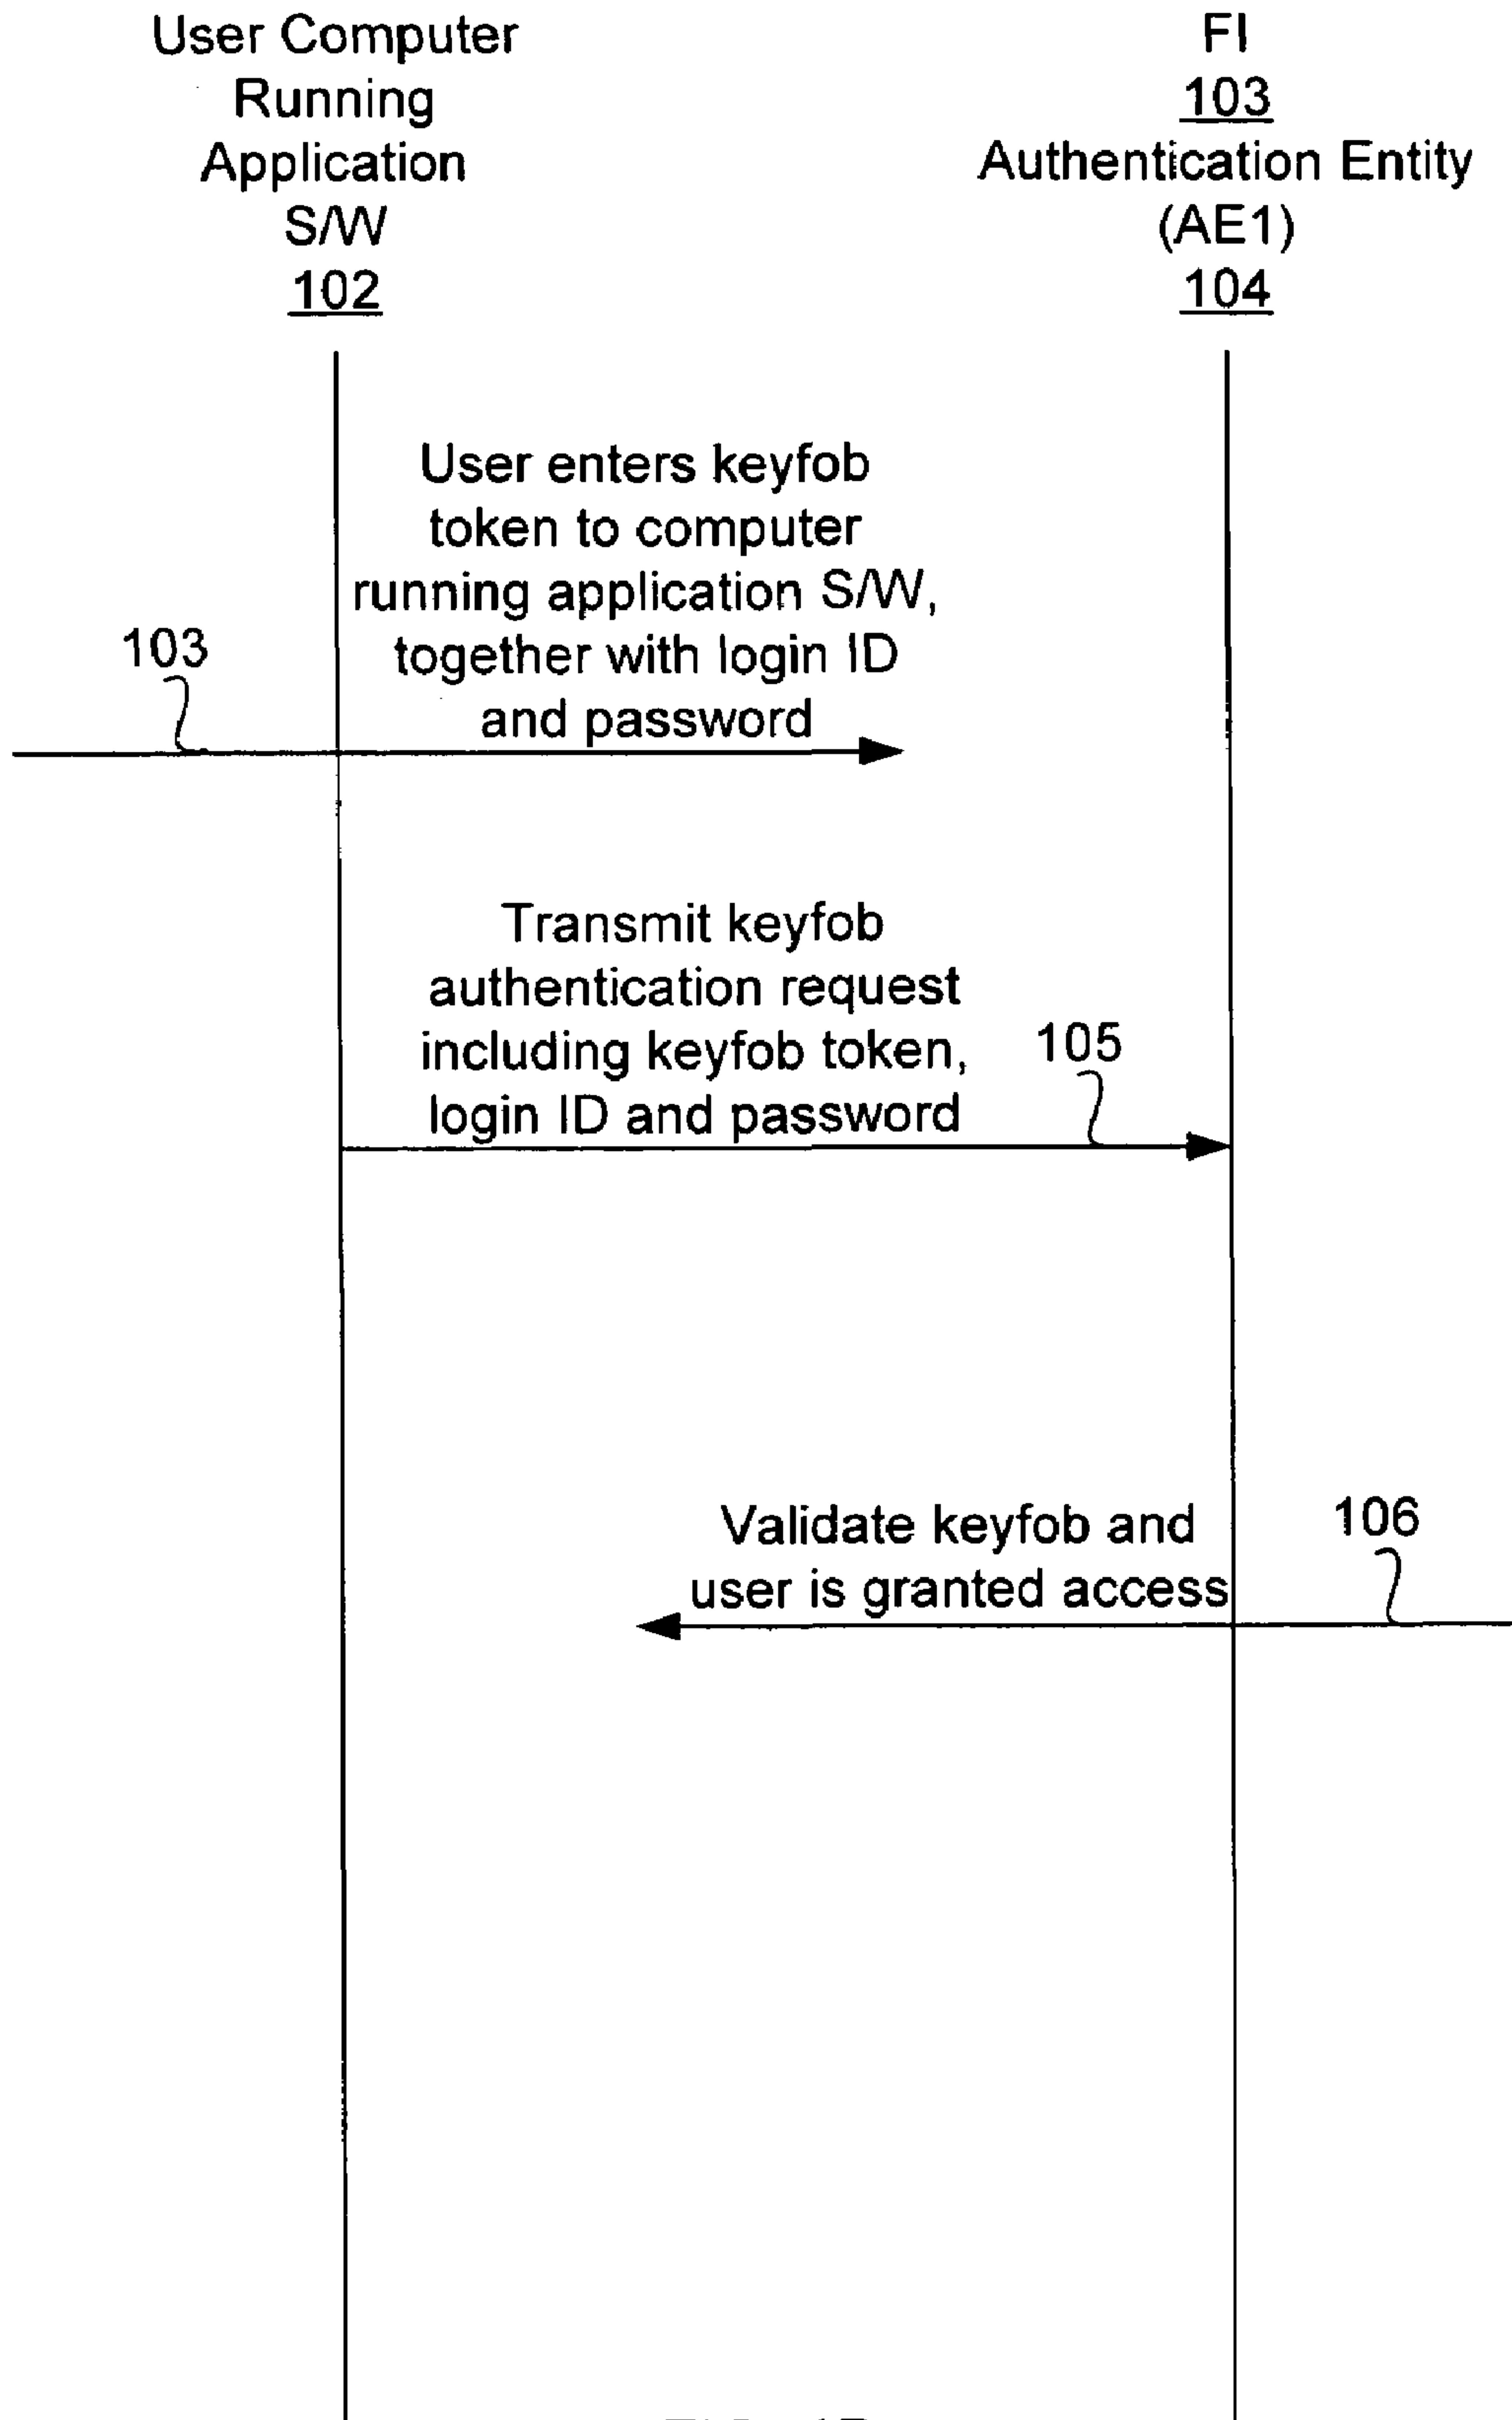 User Computer
Running
Application
S/W
102
FI
103
Authentication Entity
(AE1)
104
User enters keyfob
token to computer
running application S/W,
together with login ID
and password
103
Transmit keyfob
authentication request
including keyfob token,
login ID and password
105
Validate keyfob and
user is granted access
106